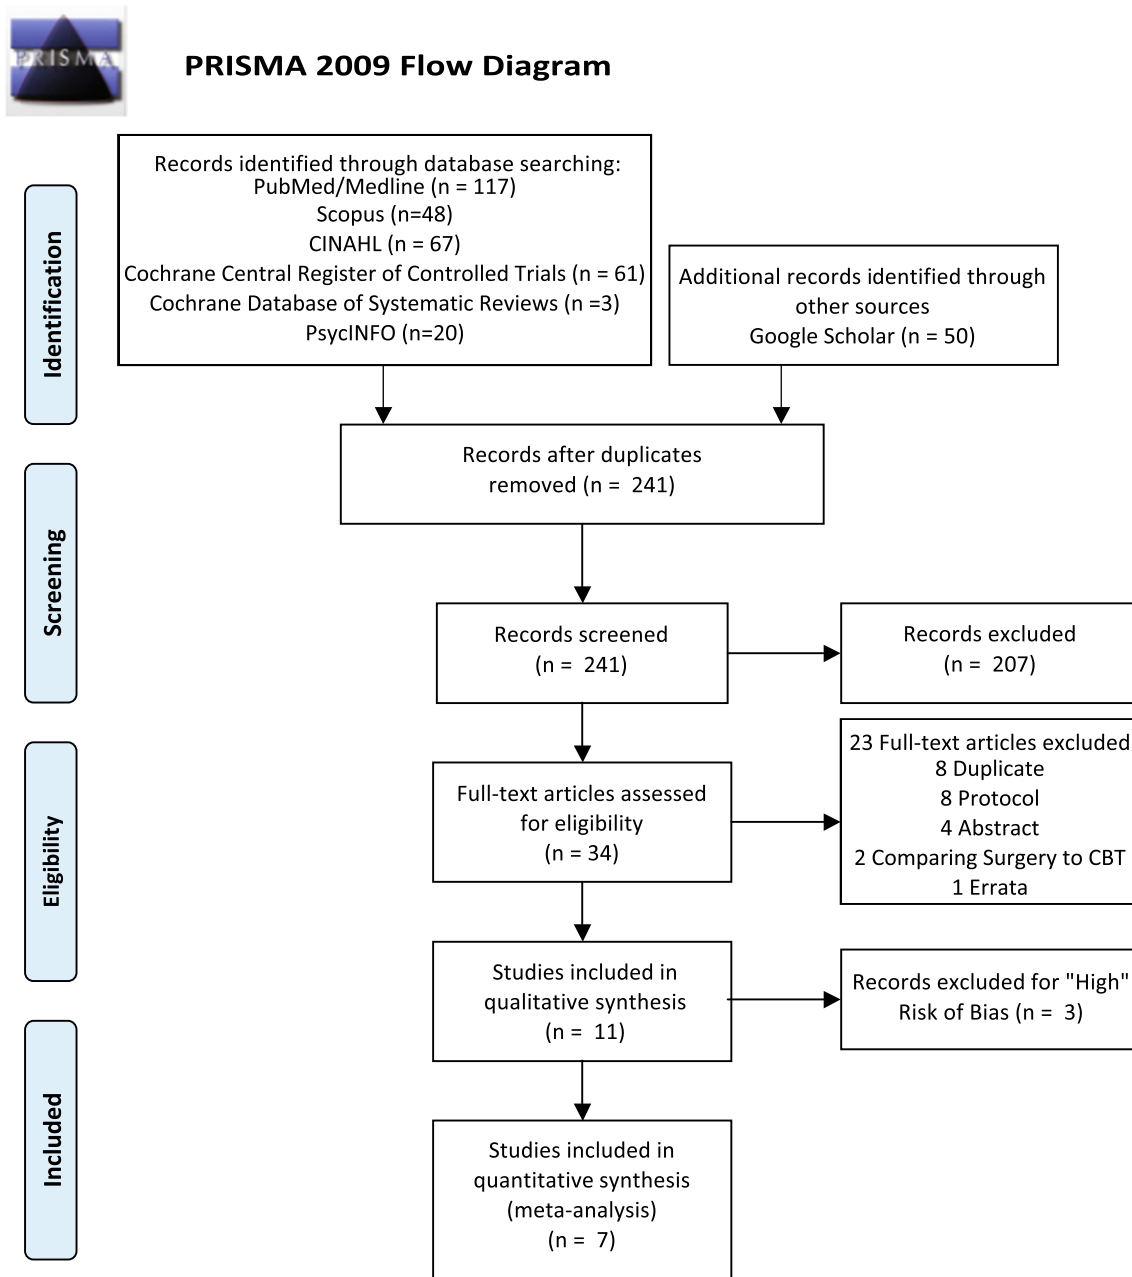 PRISMA
PRISMA 2009 Flow Diagram
Identification
Records identified through database searching:
PubMed/Medline (n = 117)
Scopus (n=48)
CINAHL (n = 67)
Cochrane Central Register of Controlled Trials (n = 61)
Cochrane Database of Systematic Reviews (n =3)
PsycINFO (n=20)
Additional records identified through
other sources
Google Scholar (n = 50)
Records after duplicates
removed (n = 241)
Screening
Records screened
(n = 241)
Records excluded
(n = 207)
Eligibility
Full-text articles assessed
for eligibility
(n = 34)
23 Full-text articles excluded
8 Duplicate
8 Protocol
4 Abstract
2 Comparing Surgery to CBT
1 Errata
Studies included in
qualitative synthesis
(n = 11)
Records excluded for "High"
Risk of Bias (n = 3)
Included
Studies included in
quantitative synthesis
(meta-analysis)
(n = 7)